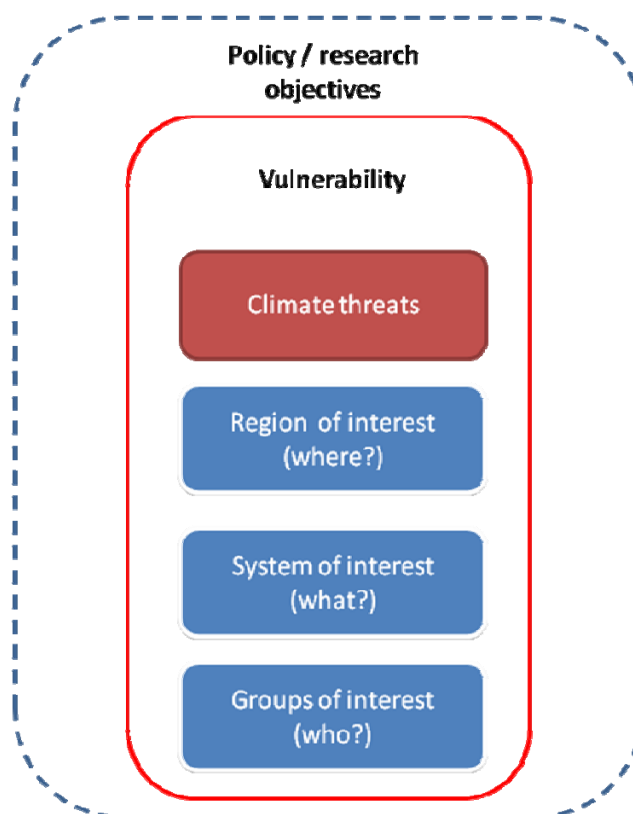 Policy / research
objectives
Vulnerability
Climate threats
Region of interest
(where?)
System of interest
(what?)
Groups of interest
(who?)